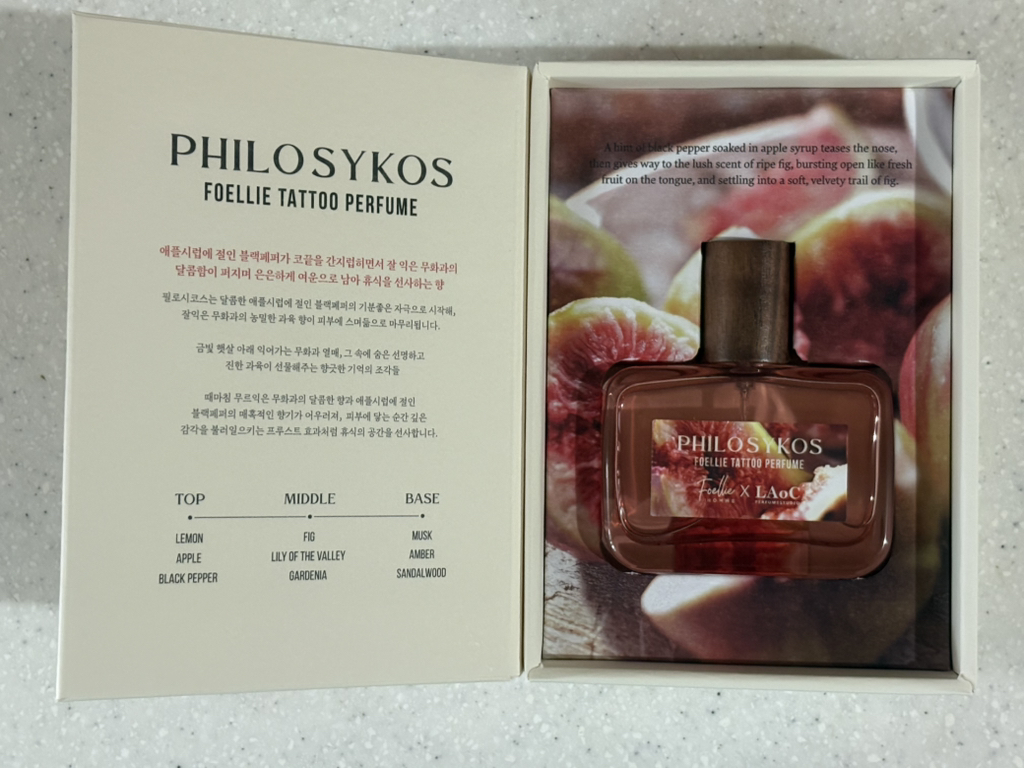 PHILOSYKOS
FOELLIE TATTOO PERFUME
애플시럽에 절인 블랙페퍼가 코끝을 간지럽히면서 잘 익은 무화과의
달콤함이 퍼지며 은은하게 여운으로 남아 휴식을 선사하는 향
필로시코스는 달콤한 애플시럽에 절인 블랙페퍼의 기분좋은 자극으로 시작해,
잘익은 무화과의 농밀한 과육 향이 피부에 스며듦으로 마무리됩니다.
금빛 햇살 아래 익어가는 무화과 열매, 그 속에 숨은 선명하고
진한 과육이 선물해주는 향긋한 기억의 조각들
때마침 무르익은 무화과의 달콤한 향과 애플시럽에 절인
블랙페퍼의 매혹적인 향기가 어우러져, 피부에 닿는 순간 깊은
감각을 불러일으키는 프루스트 효과처럼 휴식의 공간을 선사합니다.
TOP MIDDLE BASE
LEMON FIG MUSK
APPLE LILY OF THE VALLEY AMBER
BLACK PEPPER GARDENIA SANDALWOOD
A hint of black pepper soaked in apple syrup teases the nose,
then gives way to the lush scent of ripe fig, bursting open like fresh
fruit on the tongue, and settling into a soft, velvety trail of fig.
PHILOSYKOS
FOELLIE TATTOO PERFUME
Foellie X LAoC